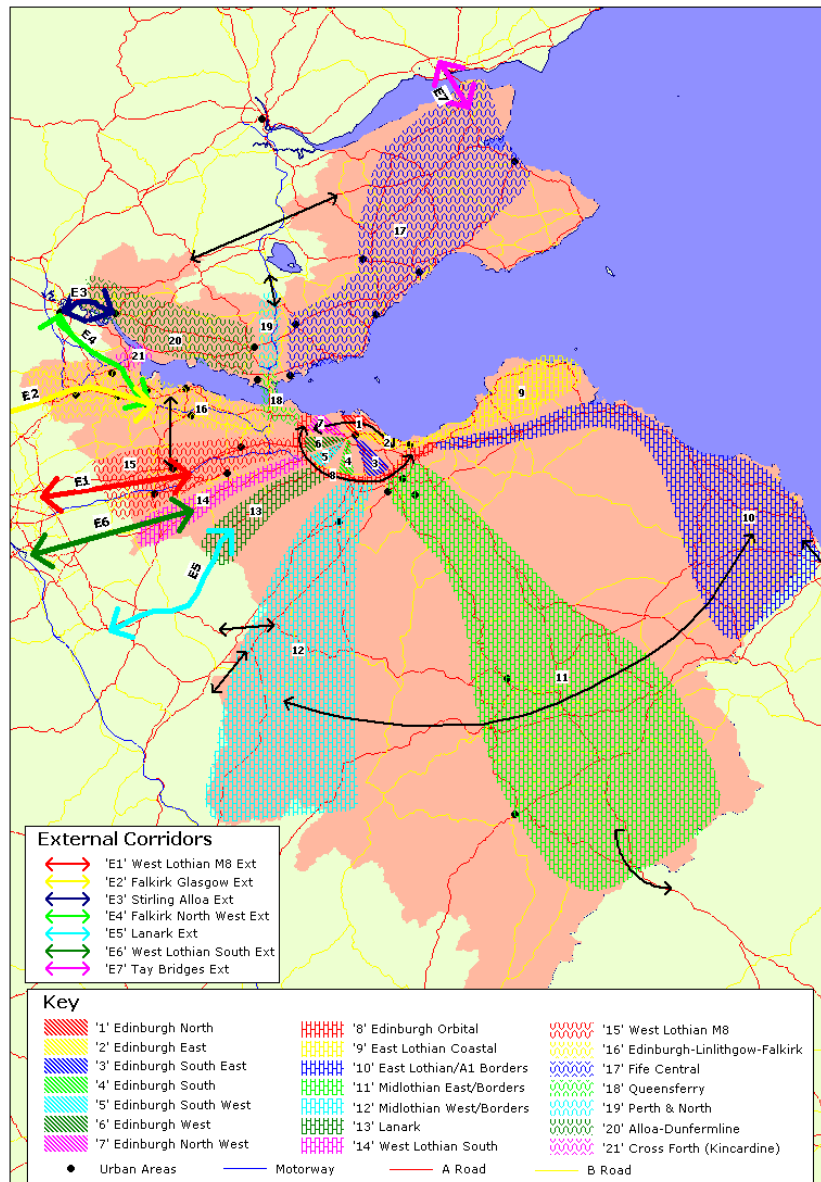 E7
17
E3
19
20
E4
21
E2
16
18
9
7
1
2
6
5
4
3
8
15
E1
14
E6
13
10
E5
12
11
External Corridors
'E1' West Lothian M8 Ext
'E2' Falkirk Glasgow Ext
'E3' Stirling Alloa Ext
'E4' Falkirk North West Ext
'E5' Lanark Ext
'E6' West Lothian South Ext
'E7' Tay Bridges Ext
Key
'1' Edinburgh North
'2' Edinburgh East
'3' Edinburgh South East
'4' Edinburgh South
'5' Edinburgh South West
'6' Edinburgh West
'7' Edinburgh North West
'8' Edinburgh Orbital
'9' East Lothian Coastal
'10' East Lothian/A1 Borders
'11' Midlothian East/Borders
'12' Midlothian West/Borders
'13' Lanark
'14' West Lothian South
'15' West Lothian M8
'16' Edinburgh-Linlithgow-Falkirk
'17' Fife Central
'18' Queensferry
'19' Perth & North
'20' Alloa-Dunfermline
'21' Cross Forth (Kincardine)
Urban Areas Motorway A Road B Road